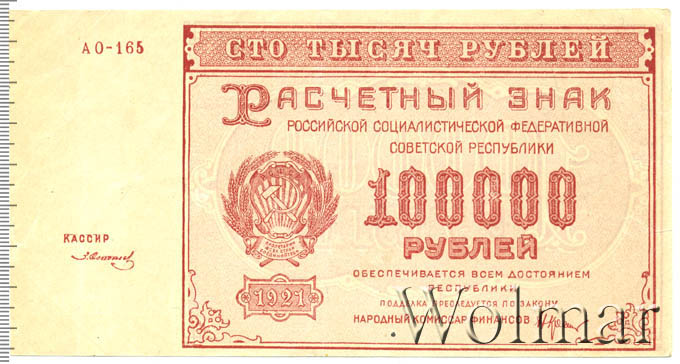 АО-165
СТО ТЫСЯЧ РУБЛЕЙ
РАСЧЕТНЫЙ ЗНАК
РОССИЙСКОЙ СОЦИАЛИСТИЧЕСКОЙ ФЕДЕРАТИВНОЙ
СОВЕТСКОЙ РЕСПУБЛИКИ
100000
РУБЛЕЙ
КАССИР
1921
ОБЕСПЕЧИВАЕТСЯ ВСЕМ ДОСТОЯНИЕМ
РЕСПУБЛИКИ
ПОДДЕЛКА ПРЕСЛЕДУЕТСЯ ПО ЗАКОНУ
НАРОДНЫЙ КОМИССАР ФИНАНСОВ
Wolmar